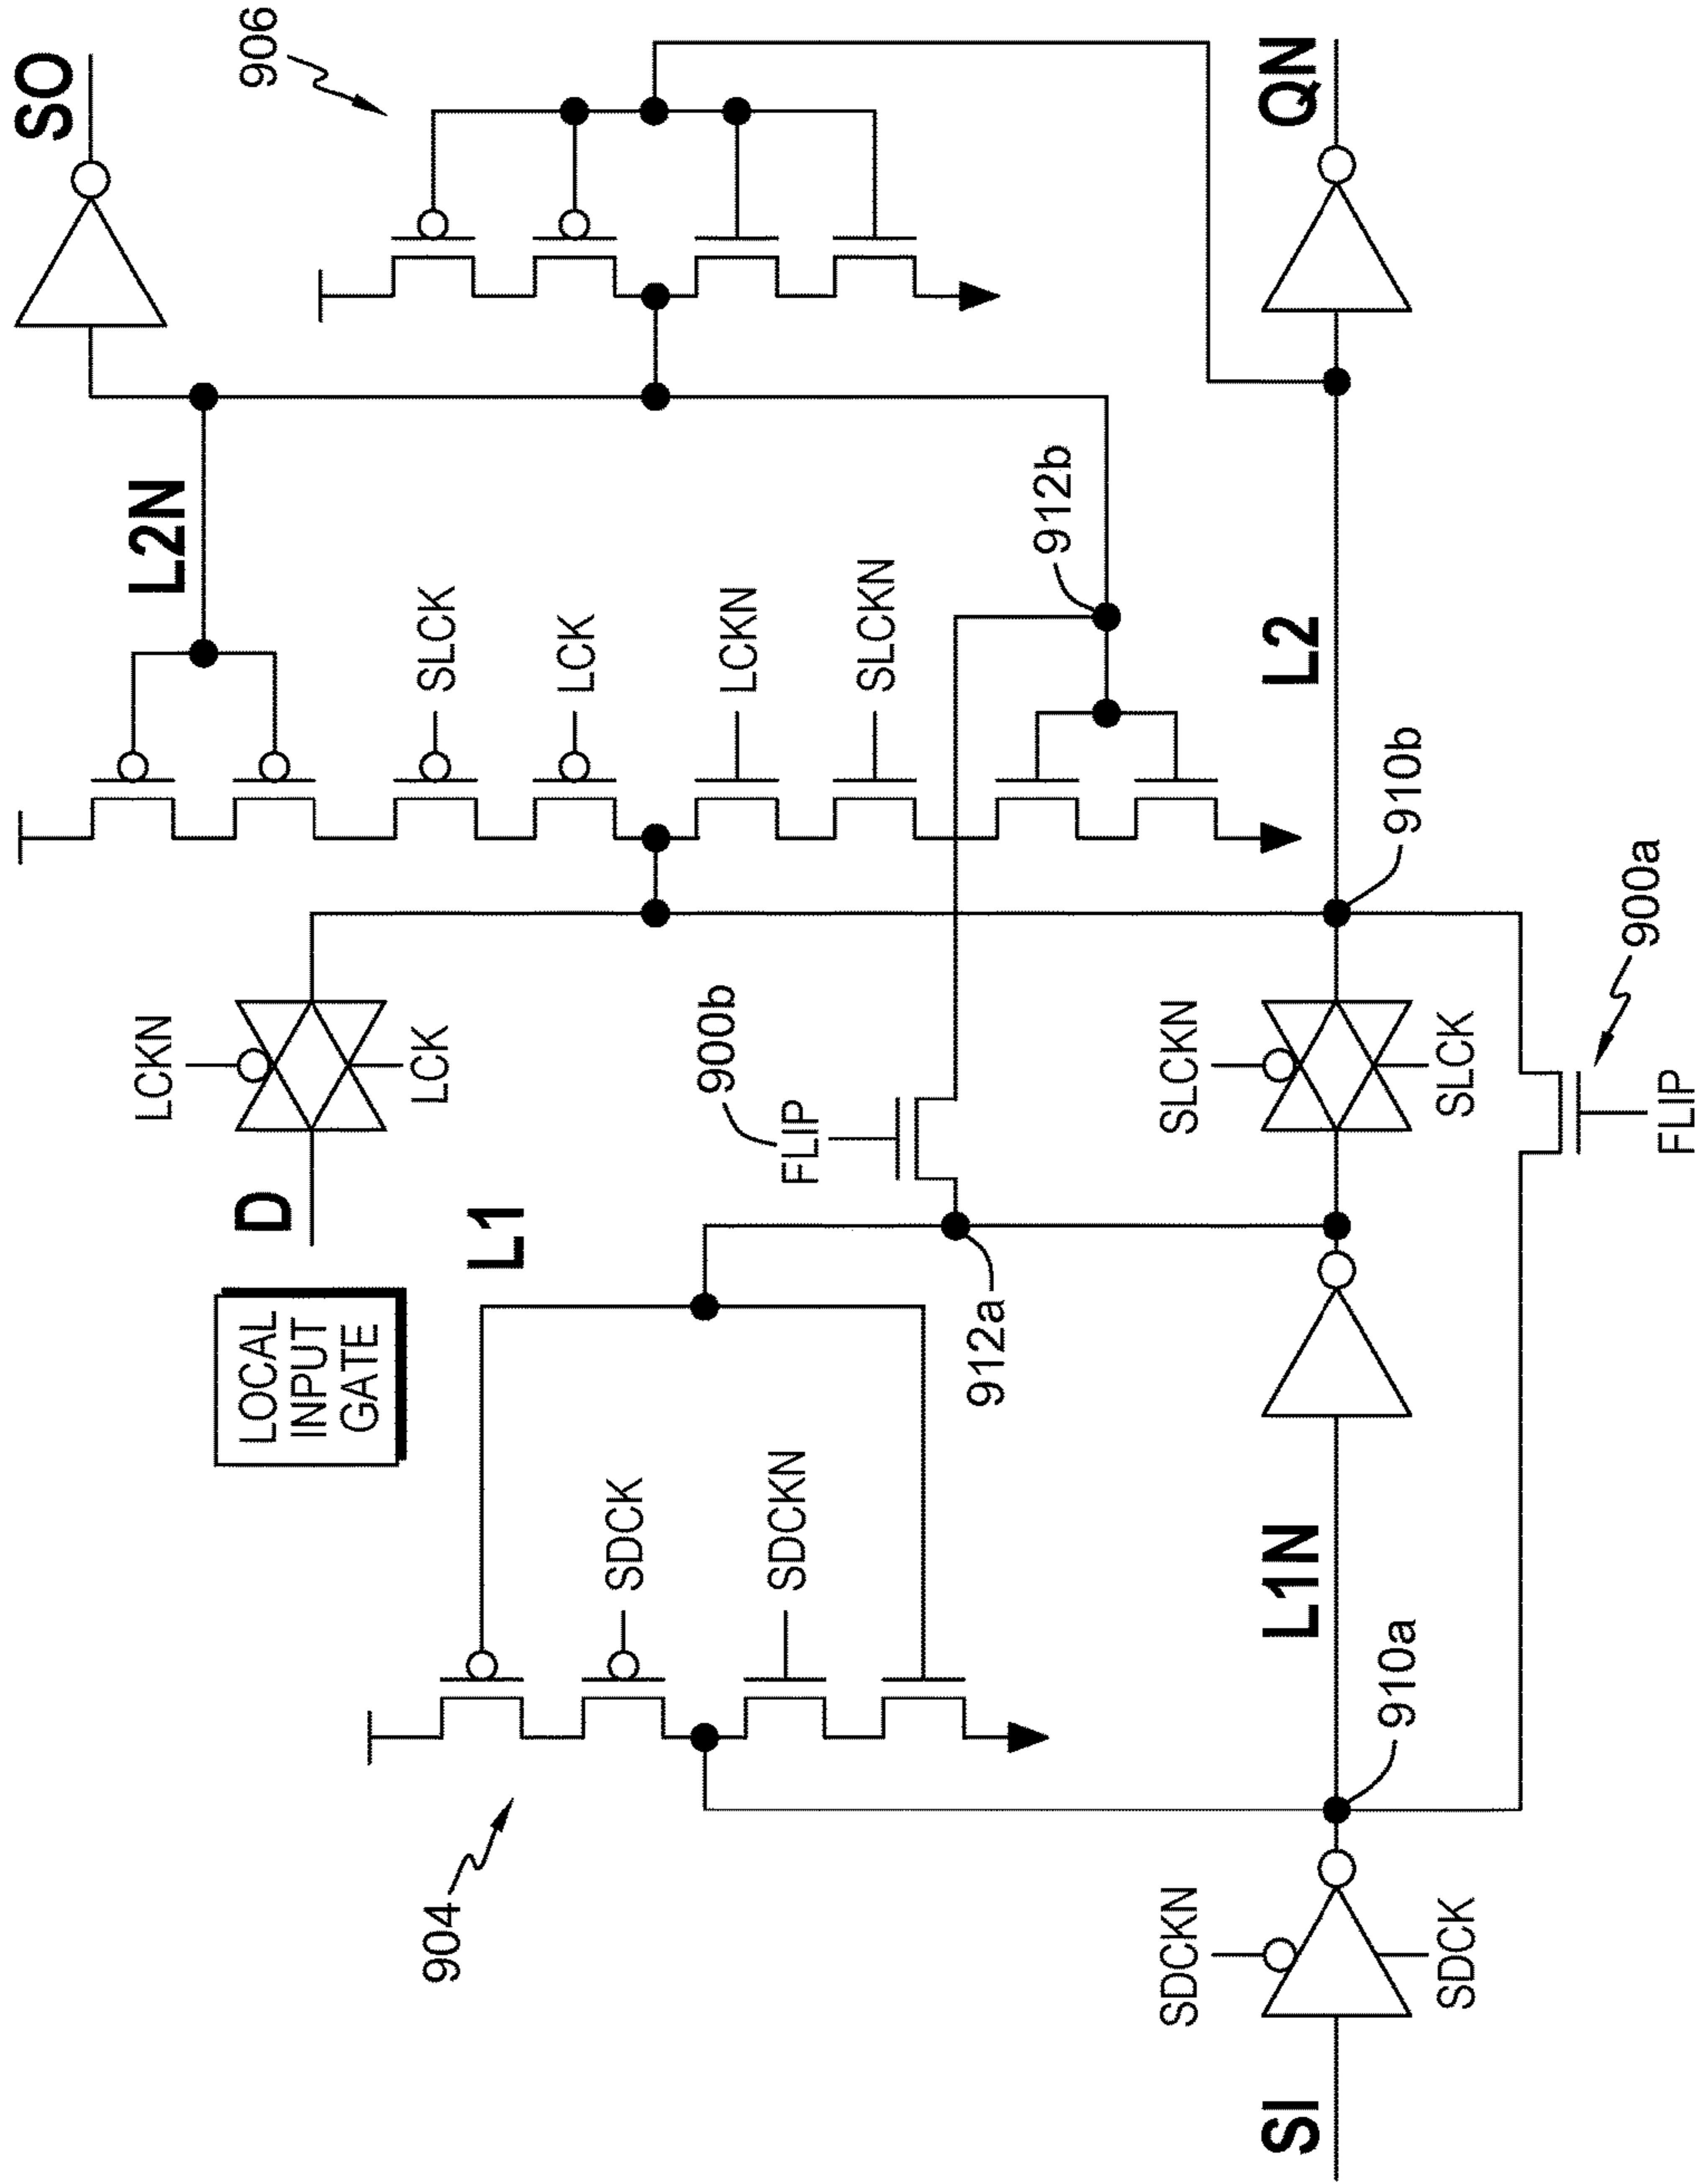 SO
906
L2N
SLCK
LCK
LCKN
SLCKN
912b
L2
QN
910b
LCKN
LCK
D
LOCAL
INPUT
GATE
L1
900b
FLIP
SLCKN
SLCK
900a
FLIP
912a
904
SDCK
SDCKN
L1N
910a
SDCKN
SDCK
SI